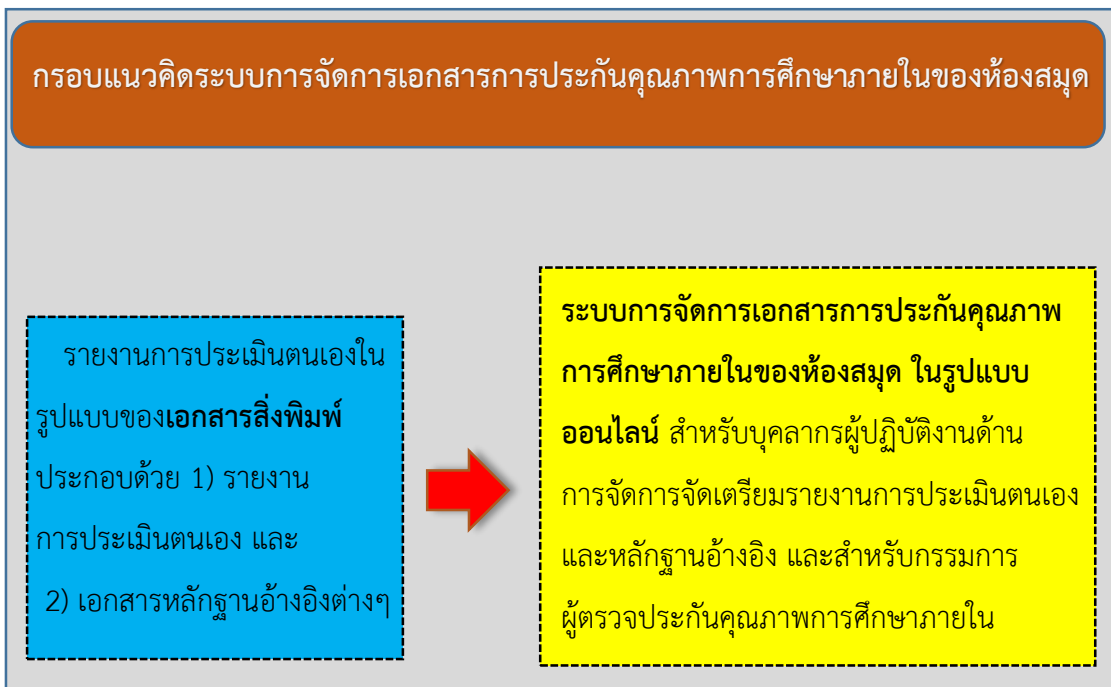 กรอบแนวคิดระบบการจัดการเอกสารการประกันคุณภาพการศึกษาภายในของห้องสมุด
รายงานการประเมินตนเองใน
รูปแบบของเอกสารสิ่งพิมพ์
ประกอบด้วย 1) รายงาน
การประเมินตนเอง และ
2) เอกสารหลักฐานอ้างอิงต่างๆ
ระบบการจัดการเอกสารการประกันคุณภาพ
การศึกษาภายในของห้องสมุด ในรูปแบบ
ออนไลน์ สำหรับบุคลากรผู้ปฏิบัติงานด้าน
การจัดการจัดเตรียมรายงานการประเมินตนเอง
และหลักฐานอ้างอิง และสำหรับกรรมการ
ผู้ตรวจประกันคุณภาพการศึกษาภายใน